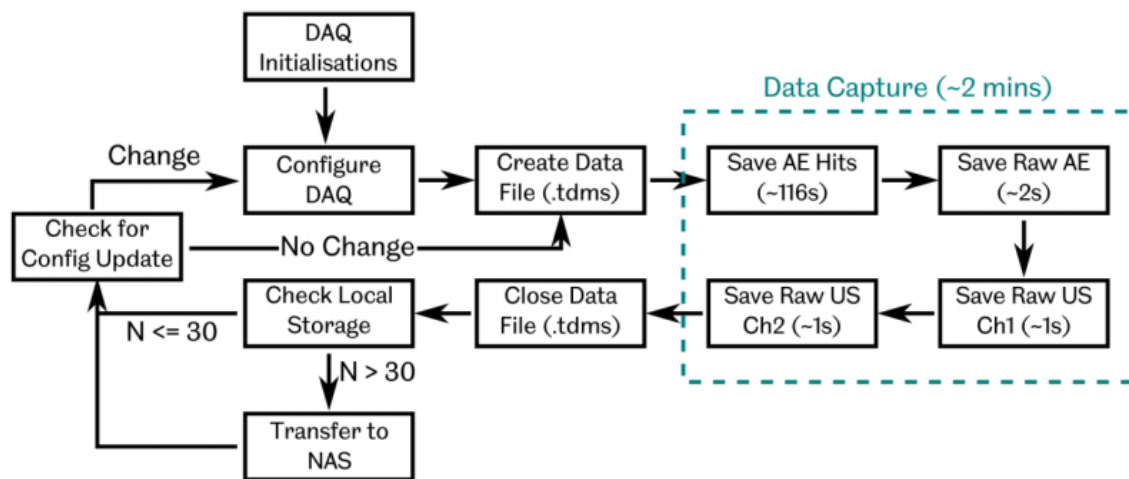 DAQ
Initialisations
Data Capture (~2 mins)
Change
Configure
DAQ
Create Data
File (.tdms)
Save AE Hits
(~116s)
Save Raw AE
(~2s)
Check for
Config Update
No Change
Check Local
Storage
Close Data
File (.tdms)
Save Raw US
Ch2 (~1s)
Save Raw US
Ch1 (~1s)
N <= 30
N > 30
Transfer to
NAS